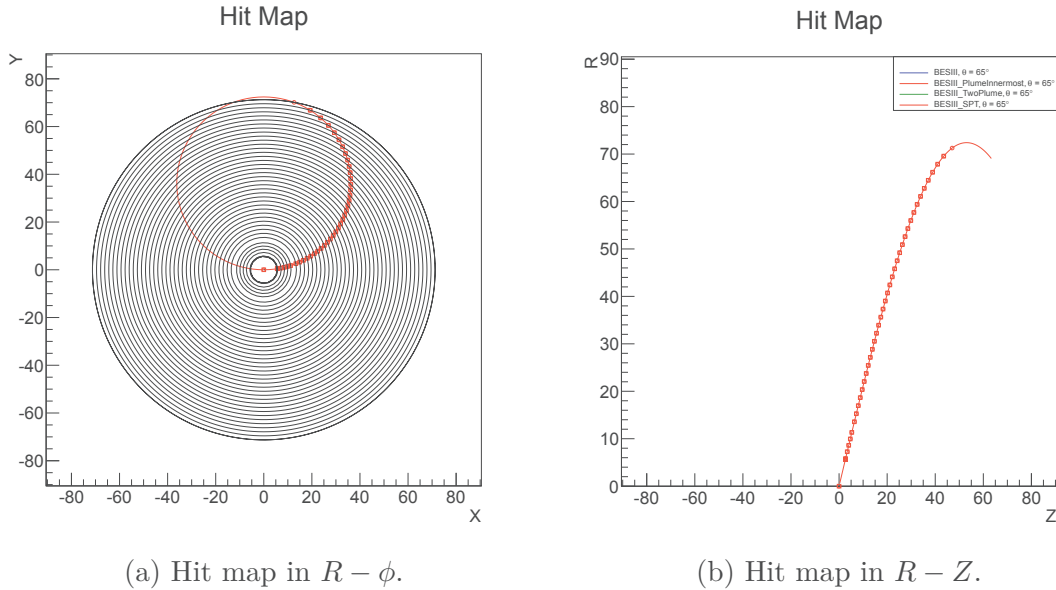 Hit Map
Y
80
60
40
20
0
-20
-40
-60
-80
-80 -60 -40 -20 0 20 40 60 80
X
Hit Map
R
90
80
70
60
50
40
30
20
10
0
-80 -60 -40 -20 0 20 40 60 80
Z
BESIII, θ = 65°
BESIII_PlumeInnermost, θ = 65°
BESIII_TwoPlume, θ = 65°
BESIII_SPT, θ = 65°
(a) Hit map in R − ϕ.
(b) Hit map in R − Z.